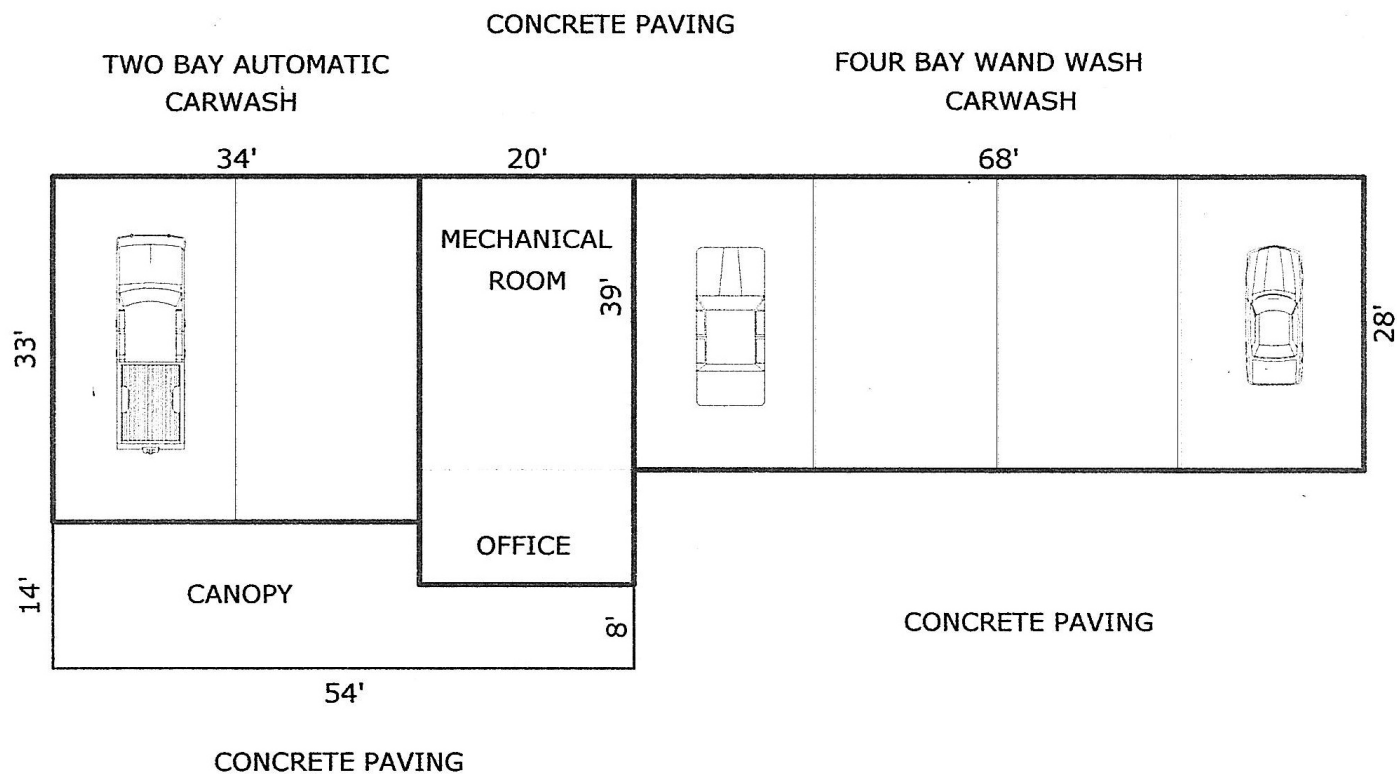 CONCRETE PAVING
TWO BAY AUTOMATIC
CARWASH
FOUR BAY WAND WASH
CARWASH
34'
20'
68'
MECHANICAL
ROOM
39'
33'
28'
OFFICE
14'
CANOPY
8'
CONCRETE PAVING
54'
CONCRETE PAVING